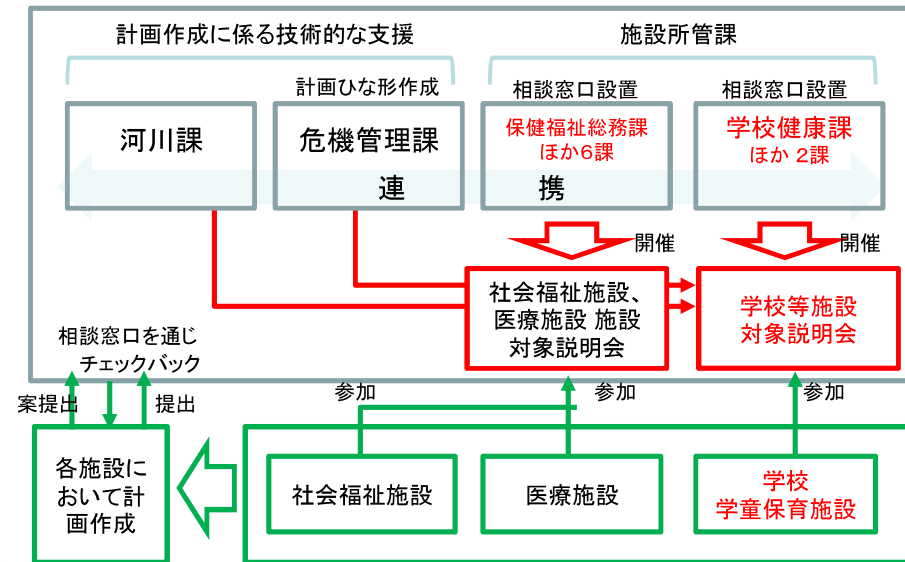 計画作成に係る技術的な支援
施設所管課
計画ひな形作成
相談窓口設置
相談窓口設置
河川課
危機管理課
保健福祉総務課
ほか6課
学校健康課
ほか 2課
連 携
開催
開催
社会福祉施設、
医療施設 施設
対象説明会
学校等施設
対象説明会
相談窓口を通じ
チェックバック
案提出
提出
参加
参加
参加
各施設に
おいて計
画作成
社会福祉施設
医療施設
学校
学童保育施設